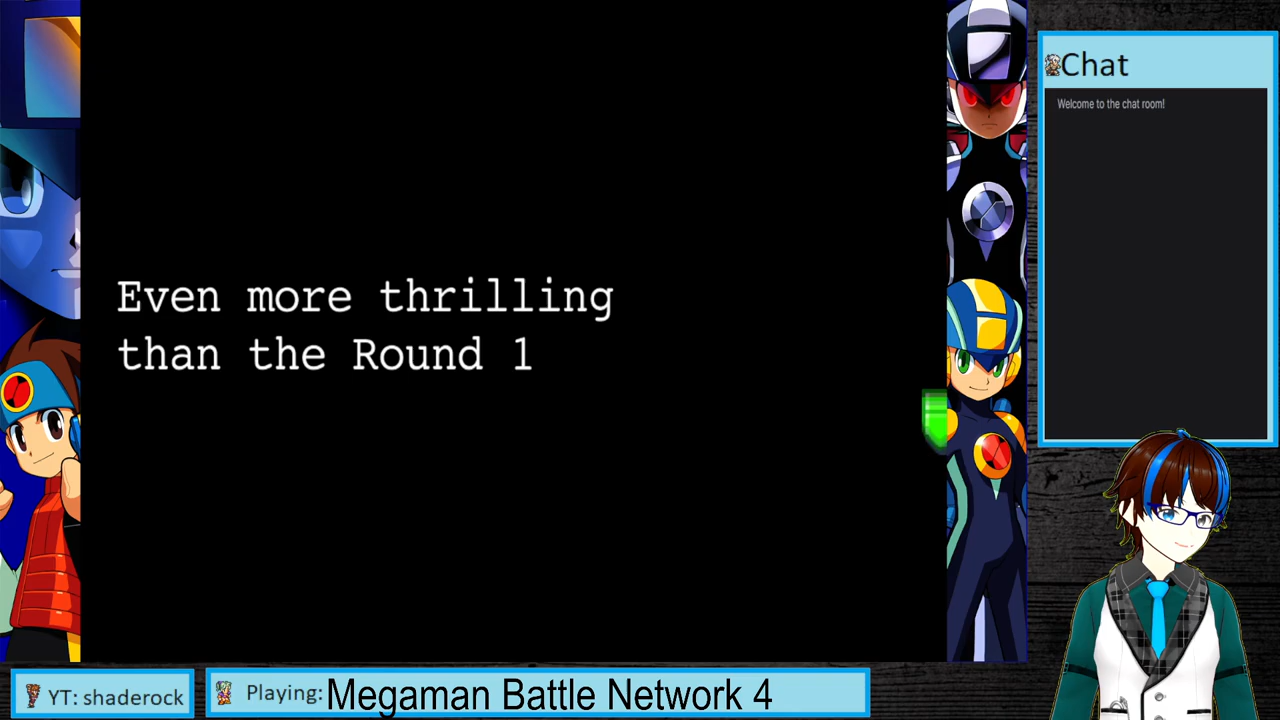 Even more thrilling
than the Round 1
Chat
Welcome to the chat room!
YT: shaderock
Playing: Megaman Battle Network 4